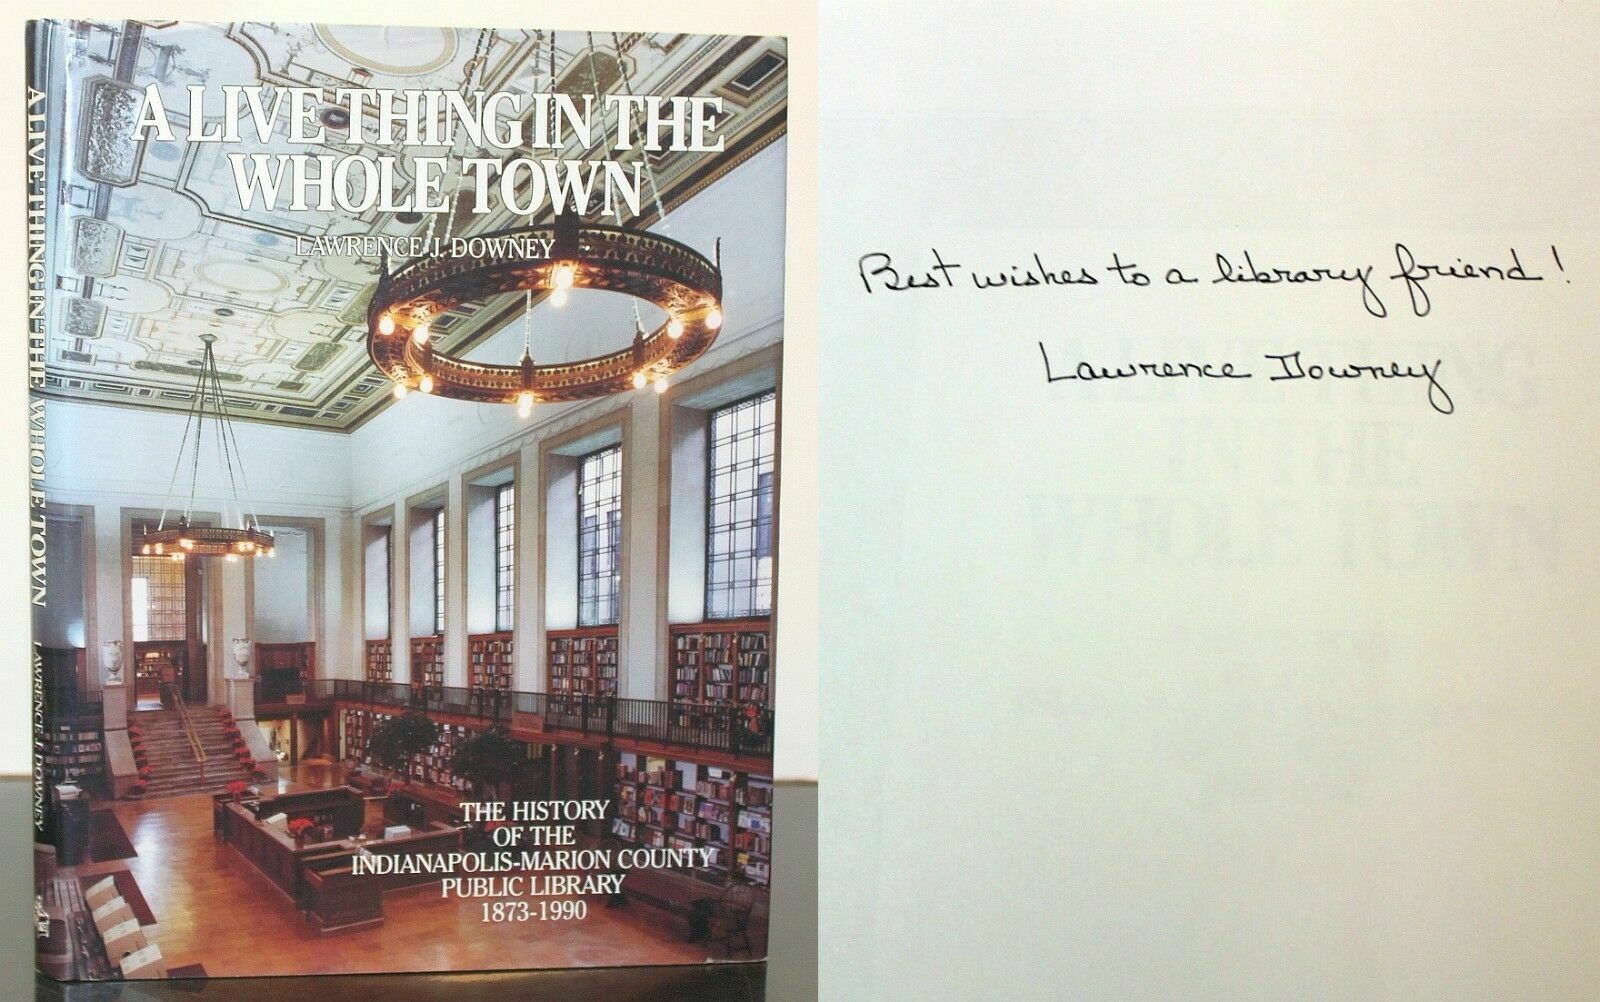 A LIVE THING IN THE
WHOLE TOWN
LAWRENCE J. DOWNEY
THE HISTORY
OF THE
INDIANAPOLIS-MARION COUNTY
PUBLIC LIBRARY
1873-1990
A LIVE THING IN THE WHOLE TOWN LAWRENCE J. DOWNEY
Best wishes to a library friend!
Lawrence Downey